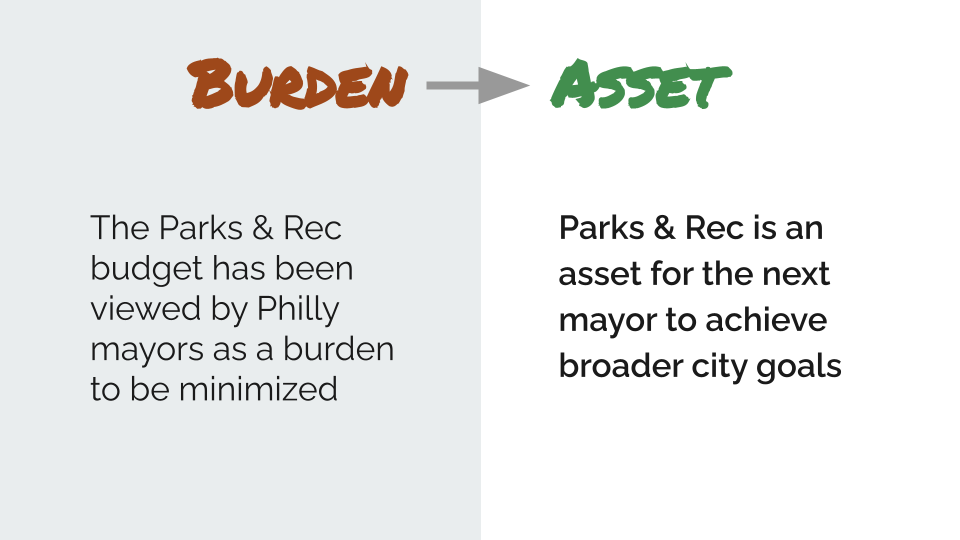 BURDEN
ASSET
The Parks & Rec
budget has been
viewed by Philly
mayors as a burden
to be minimized
Parks & Rec is an
asset for the next
mayor to achieve
broader city goals